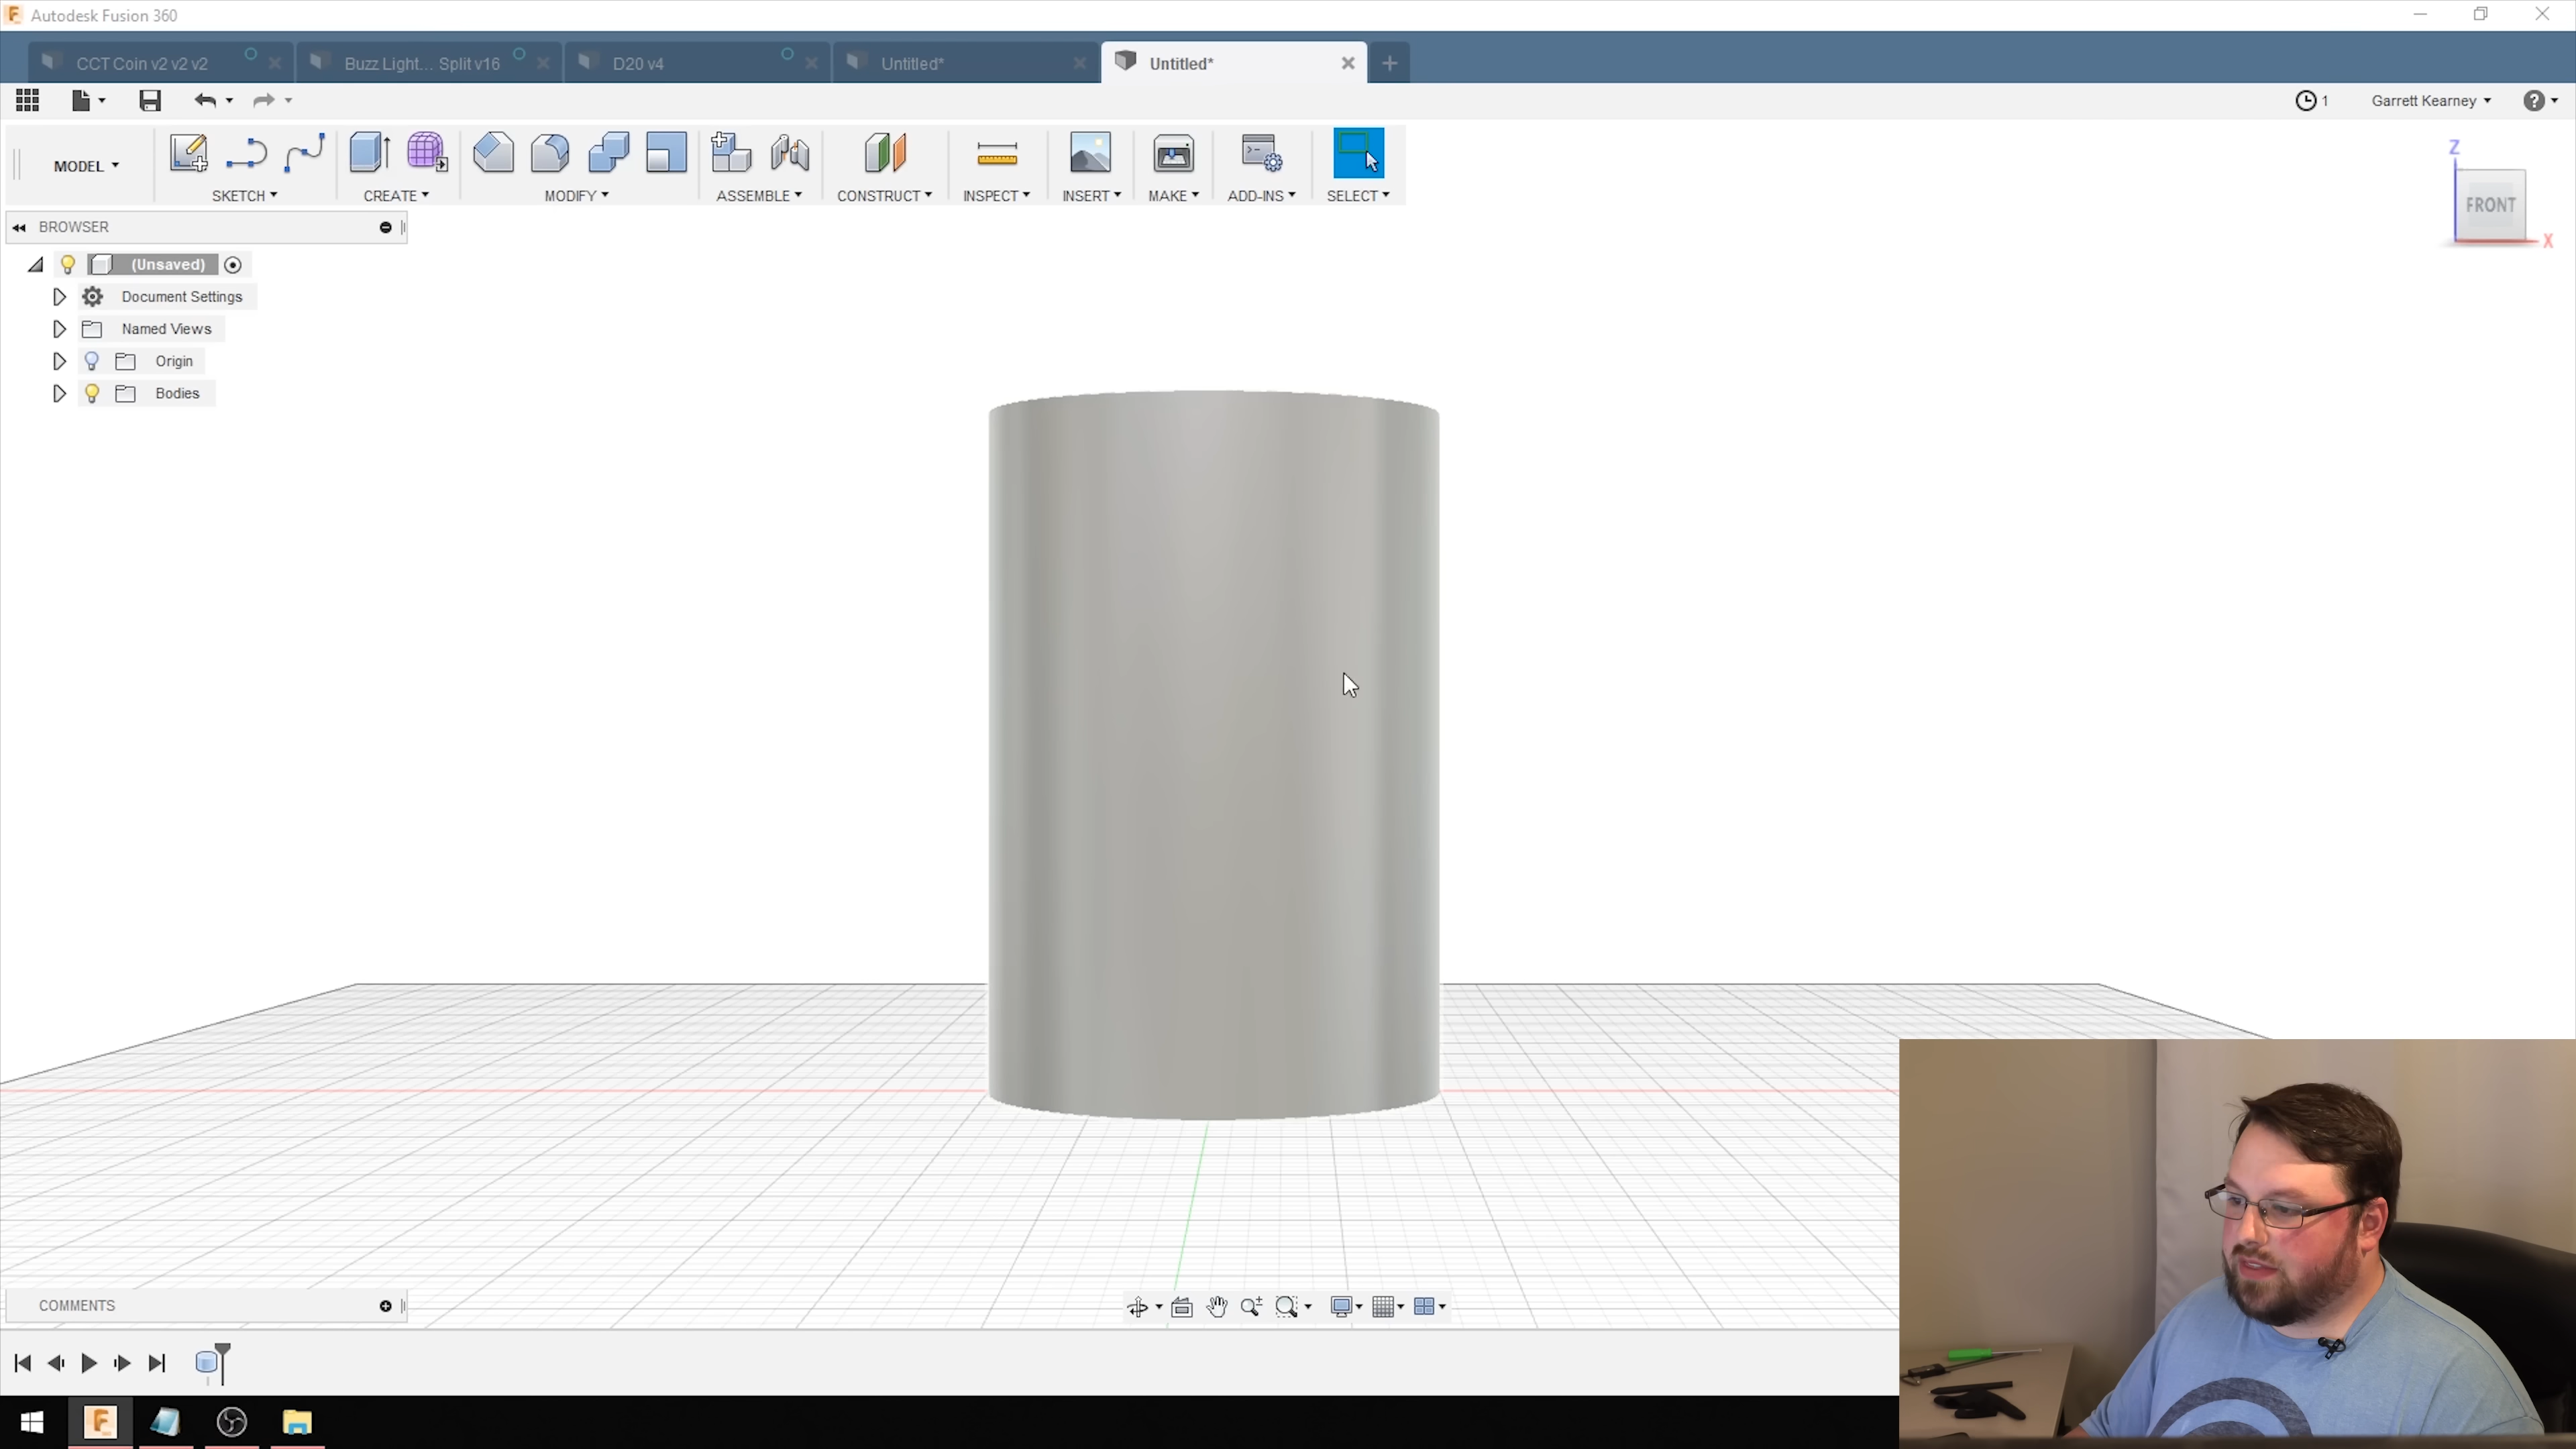 Autodesk Fusion 360
CCT Coin v2 v2 v2
Buzz Light... Split v16
D20 v4
Untitled*
Untitled*
1
Garrett Kearney
MODEL
SKETCH
CREATE
MODIFY
ASSEMBLE
CONSTRUCT
INSPECT
INSERT
MAKE
ADD-INS
SELECT
Z
FRONT
X
BROWSER
(Unsaved)
Document Settings
Named Views
Origin
Bodies
COMMENTS